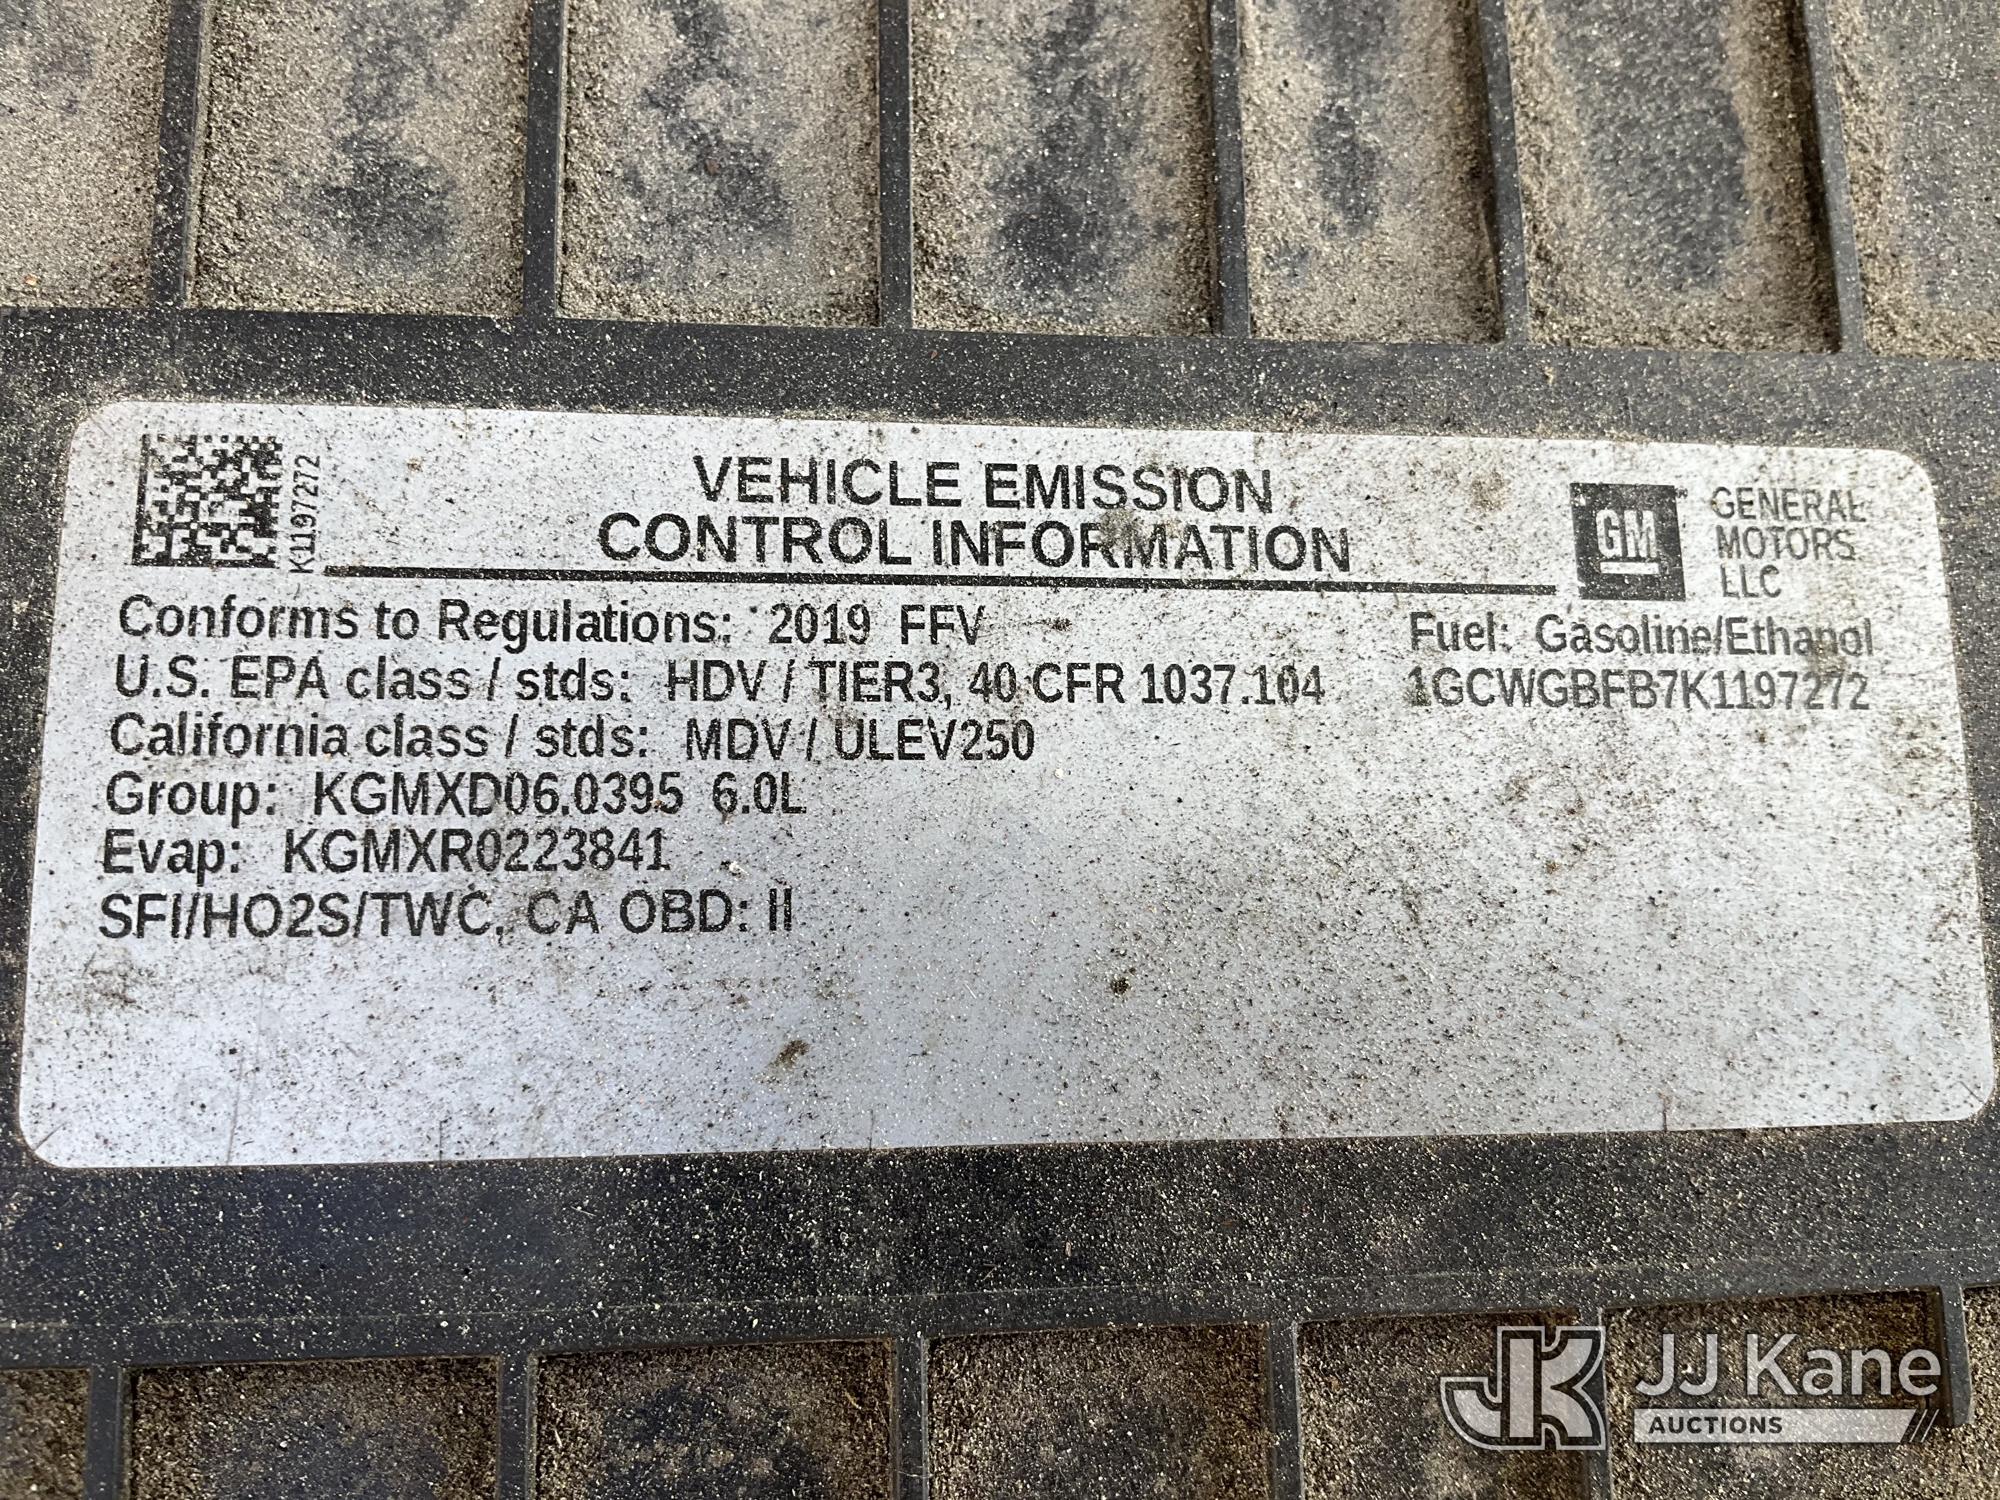 K1197272
VEHICLE EMISSION
CONTROL INFORMATION
GM
GENERAL
MOTORS
LLC
Conforms to Regulations: 2019 FFV
Fuel: Gasoline/Ethanol
U.S. EPA class / stds: HDV / TIER3, 40 CFR 1037.104
1GCWGBFB7K1197272
California class / stds: MDV / ULEV250
Group: KGMXD06.0395 6.0L
Evap: KGMXR0223841
SFI/HO2S/TWC, CA OBD: II
JK JJ Kane
AUCTIONS